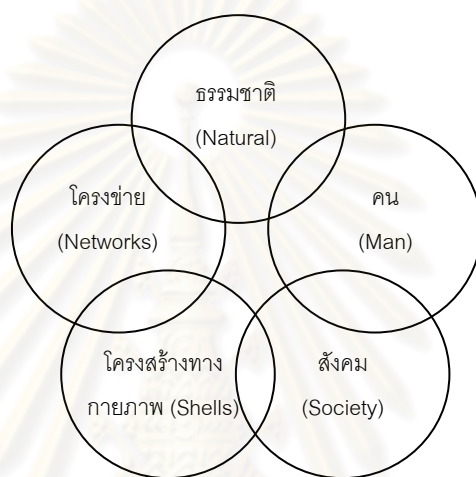 ธรรมชาติ
(Natural)
โครงข่าย
(Networks)
คน
(Man)
โครงสร้างทาง
กายภาพ (Shells)
สังคม
(Society)